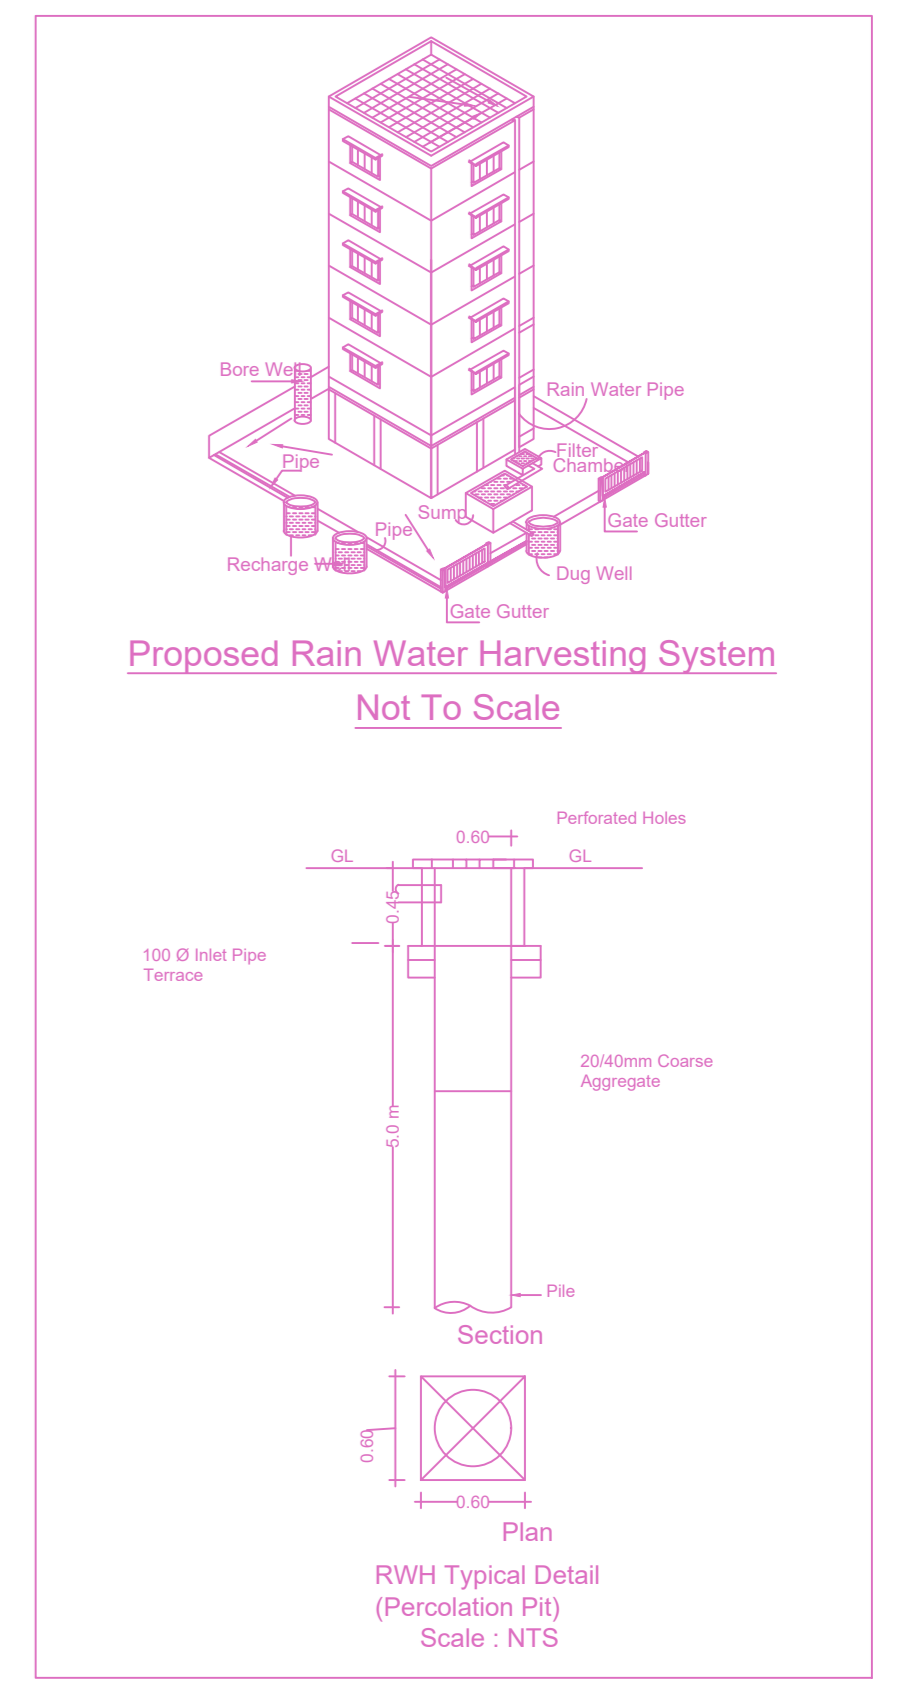 Bore Well
Rain Water Pipe
Filter
Chamber
Pipe
Sump
Gate Gutter
Pipe
Recharge Well
Dug Well
Gate Gutter
Proposed Rain Water Harvesting System
Not To Scale
Perforated Holes
0.60
GL
GL
0.45
100 Ø Inlet Pipe
Terrace
20/40mm Coarse
Aggregate
5.0 m
Pile
Section
0.60
0.60
Plan
RWH Typical Detail
(Percolation Pit)
Scale : NTS